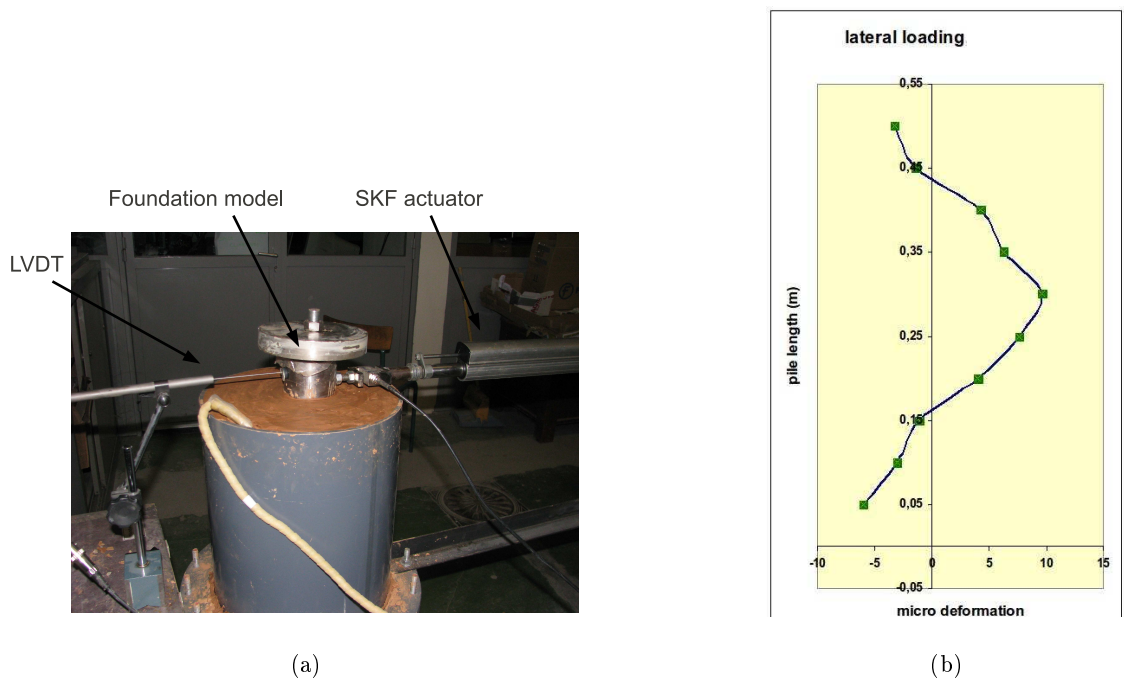 Foundation model
SKF actuator
LVDT
(a)
lateral loading
0,55
0,45
0,35
0,25
0,15
0,05
-0,05
-10
-5
0
5
10
15
pile length (m)
micro deformation
(b)